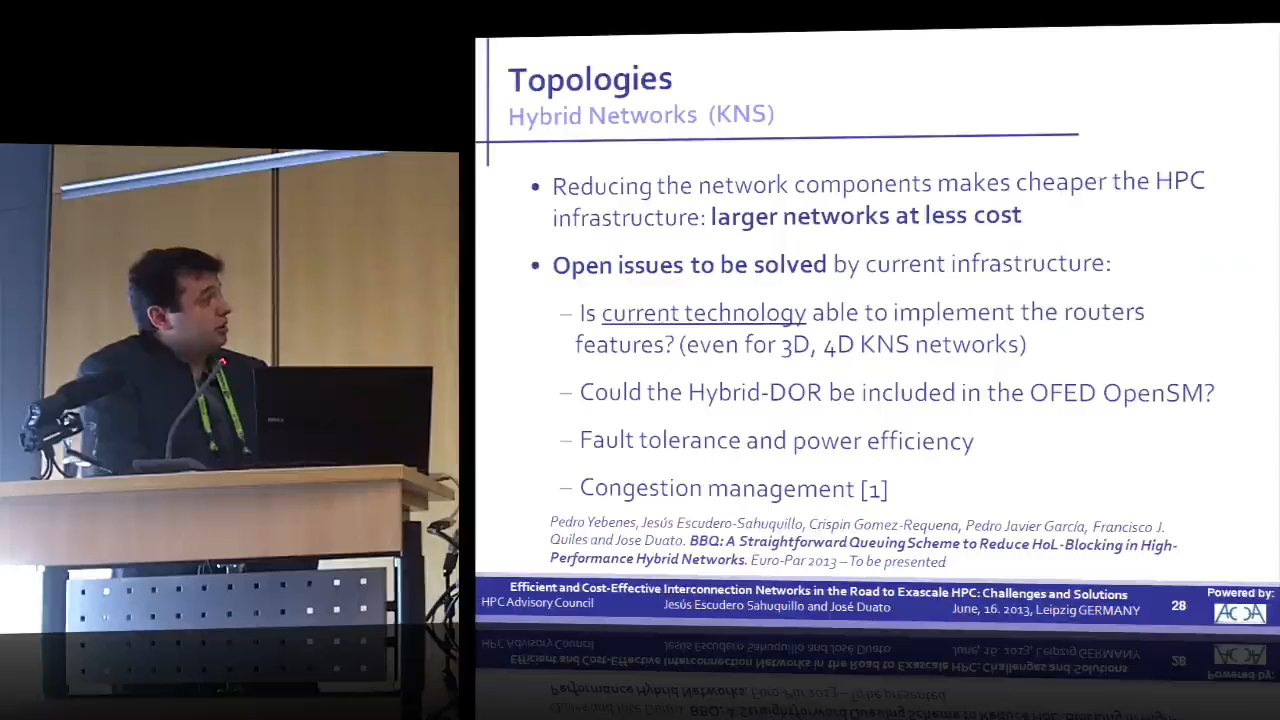 Topologies
Hybrid Networks (KNS)
• Reducing the network components makes cheaper the HPC
infrastructure: larger networks at less cost
• Open issues to be solved by current infrastructure:
– Is current technology able to implement the routers
features? (even for 3D, 4D KNS networks)
– Could the Hybrid-DOR be included in the OFED OpenSM?
– Fault tolerance and power efficiency
– Congestion management [1]
Pedro Yebenes, Jesús Escudero-Sahuquillo, Crispin Gomez-Requena, Pedro Javier García, Francisco J.
Quiles and Jose Duato. BBQ: A Straightforward Queuing Scheme to Reduce HoL-Blocking in High-
Performance Hybrid Networks. Euro-Par 2013 – To be presented
Efficient and Cost-Effective Interconnection Networks in the Road to Exascale HPC: Challenges and Solutions
HPC Advisory Council Jesús Escudero Sahuquillo and José Duato June, 16. 2013, Leipzig GERMANY 28 Powered by: